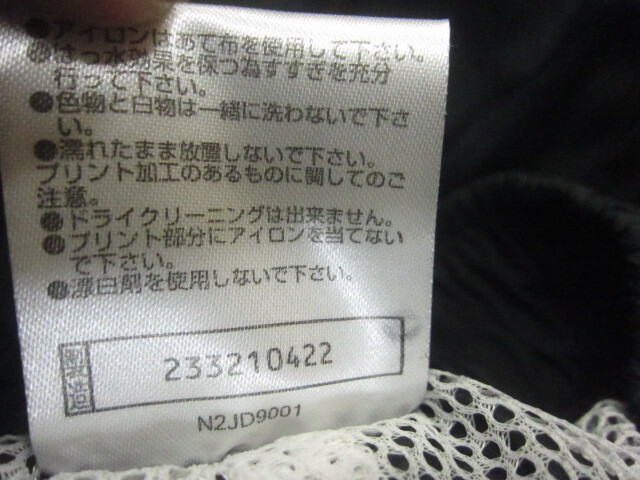 ●アイロンはあて布を使用して下さい。
●はっ水効果を保つ為すすぎを充分
行って下さい。
●色物と白物は一緒に洗わないで下さ
い。
●濡れたまま放置しないで下さい。
プリント加工のあるものに関してのご
注意。
●ドライクリーニングは出来ません。
●プリント部分にアイロンを当てない
で下さい。
●漂白剤を使用しないで下さい。
233210422
N2JD9001